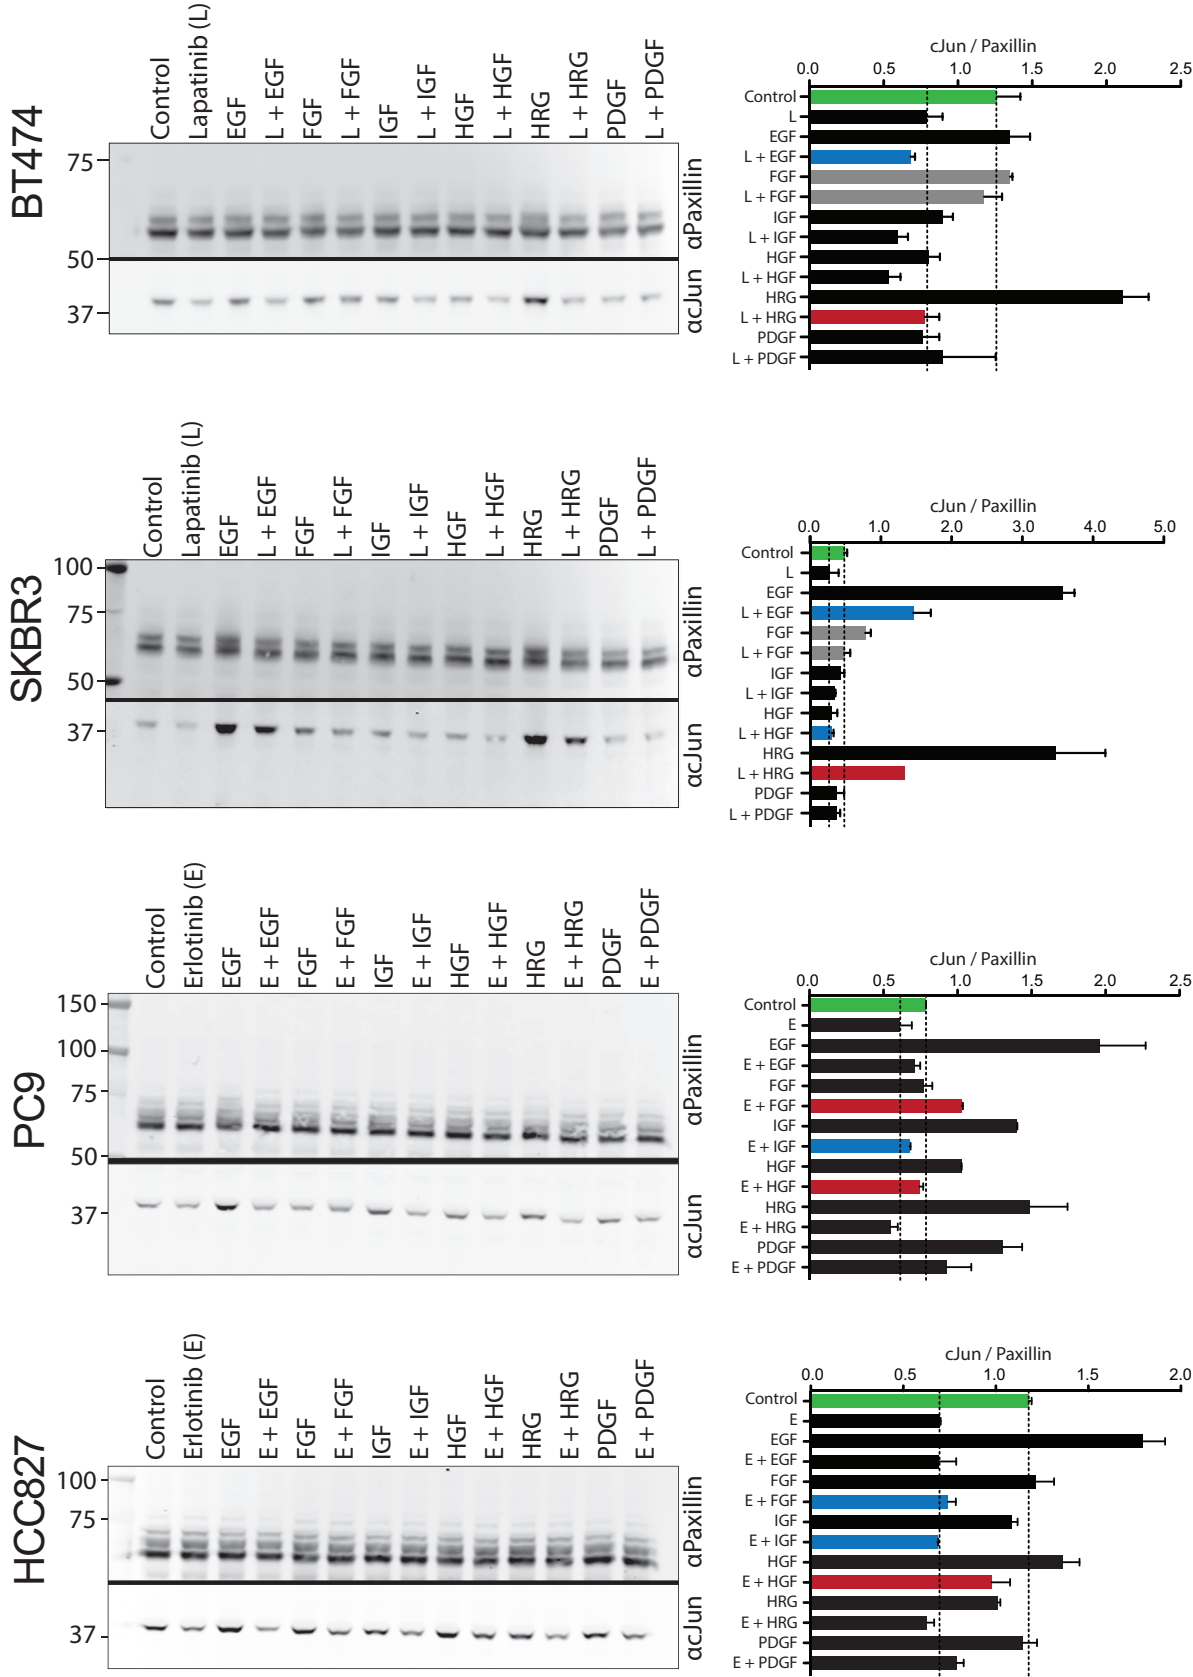 BT474
Control
Lapatinib (L)
EGF
L + EGF
FGF
L + FGF
IGF
L + IGF
HGF
L + HGF
HRG
L + HRG
PDGF
L + PDGF
75
50
37
αPaxillin
αcJun
cJun / Paxillin
0.0 0.5 1.0 1.5 2.0 2.5
Control
L
EGF
L + EGF
FGF
L + FGF
IGF
L + IGF
HGF
L + HGF
HRG
L + HRG
PDGF
L + PDGF
SKBR3
Control
Lapatinib (L)
EGF
L + EGF
FGF
L + FGF
IGF
L + IGF
HGF
L + HGF
HRG
L + HRG
PDGF
L + PDGF
100
75
50
37
αPaxillin
αcJun
cJun / Paxillin
0.0 1.0 2.0 3.0 4.0 5.0
Control
L
EGF
L + EGF
FGF
L + FGF
IGF
L + IGF
HGF
L + HGF
HRG
L + HRG
PDGF
L + PDGF
PC9
Control
Erlotinib (E)
EGF
E + EGF
FGF
E + FGF
IGF
E + IGF
HGF
E + HGF
HRG
E + HRG
PDGF
E + PDGF
150
100
75
50
37
αPaxillin
αcJun
cJun / Paxillin
0.0 0.5 1.0 1.5 2.0 2.5
Control
E
EGF
E + EGF
FGF
E + FGF
IGF
E + IGF
HGF
E + HGF
HRG
E + HRG
PDGF
E + PDGF
HCC827
Control
Erlotinib (E)
EGF
E + EGF
FGF
E + FGF
IGF
E + IGF
HGF
E + HGF
HRG
E + HRG
PDGF
E + PDGF
100
75
37
αPaxillin
αcJun
cJun / Paxillin
0.0 0.5 1.0 1.5 2.0
Control
E
EGF
E + EGF
FGF
E + FGF
IGF
E + IGF
HGF
E + HGF
HRG
E + HRG
PDGF
E + PDGF